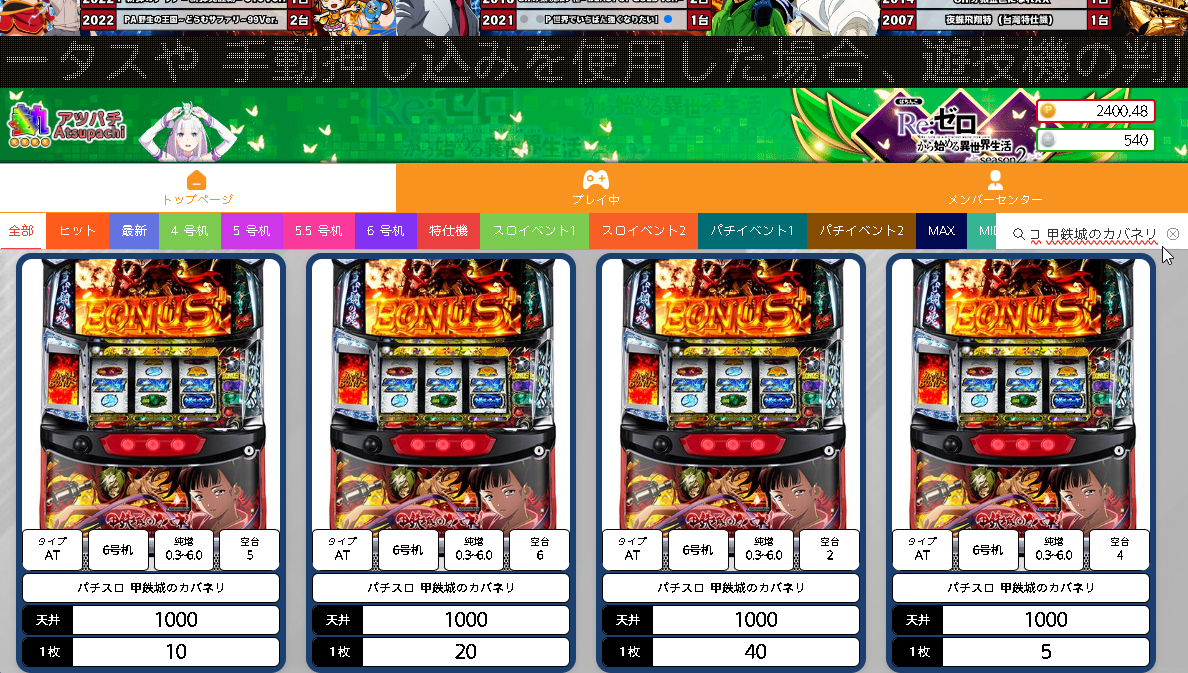 2022 PA野生の王国~どうもサファリー99Ver. 2台
2021 P世界でいちばん強くなりたい! 1台
2007 夜蝶飛翔特（台灣特仕機） 1台
ータスや 手動押し込みを使用した場合　遊技機の判
アツパチ
Atsupachi
ぱちんこ
Re:ゼロ
から始める異世界生活
season2
2400.48
540
トップページ
プレイ中
メンバーセンター
全部 ヒット 最新 4 号机 5 号机 5.5 号机 6 号机 特仕機 スロイベント1 スロイベント2 パチイベント1 パチイベント2 MAX MID コ 甲鉄城のカバネリ
BONUS+ BONUS+ BONUS+ BONUS+
タイプ AT 6号机 純増 0.3~6.0 空台 5
パチスロ 甲鉄城のカバネリ
天井 1000
1枚 10
タイプ AT 6号机 純増 0.3~6.0 空台 6
パチスロ 甲鉄城のカバネリ
天井 1000
1枚 20
タイプ AT 6号机 純増 0.3~6.0 空台 2
パチスロ 甲鉄城のカバネリ
天井 1000
1枚 40
タイプ AT 6号机 純増 0.3~6.0 空台 4
パチスロ 甲鉄城のカバネリ
天井 1000
1枚 5